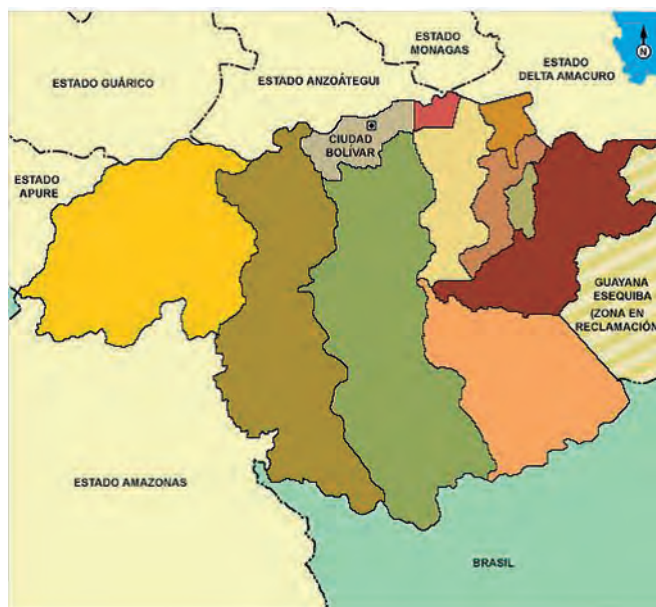 ESTADO
MONAGAS
ESTADO
DELTA AMACURO
N
ESTADO GUÁRICO
ESTADO ANZOÁTEGUI
CIUDAD
BOLÍVAR
ESTADO
APURE
GUAYANA
ESEQUIBA
(ZONA EN
RECLAMACIÓN
ESTADO AMAZONAS
BRASIL